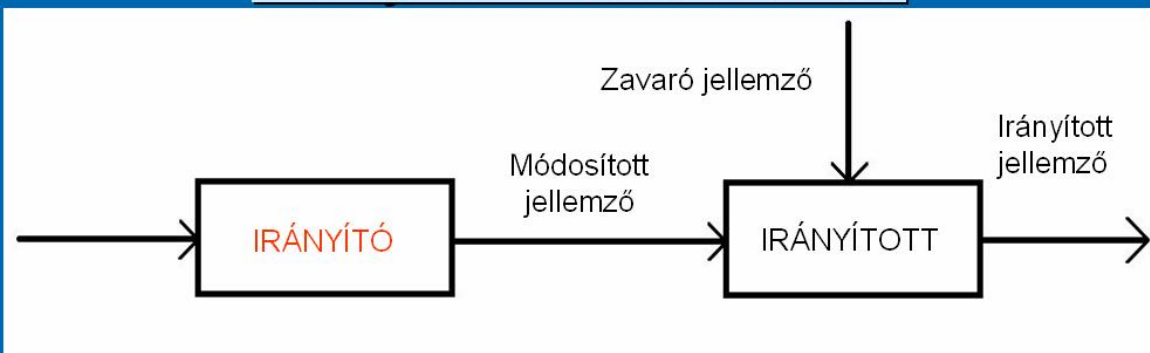 Zavaró jellemző
Irányított
jellemző
Módosított
jellemző
IRÁNYÍTÓ
IRÁNYÍTOTT